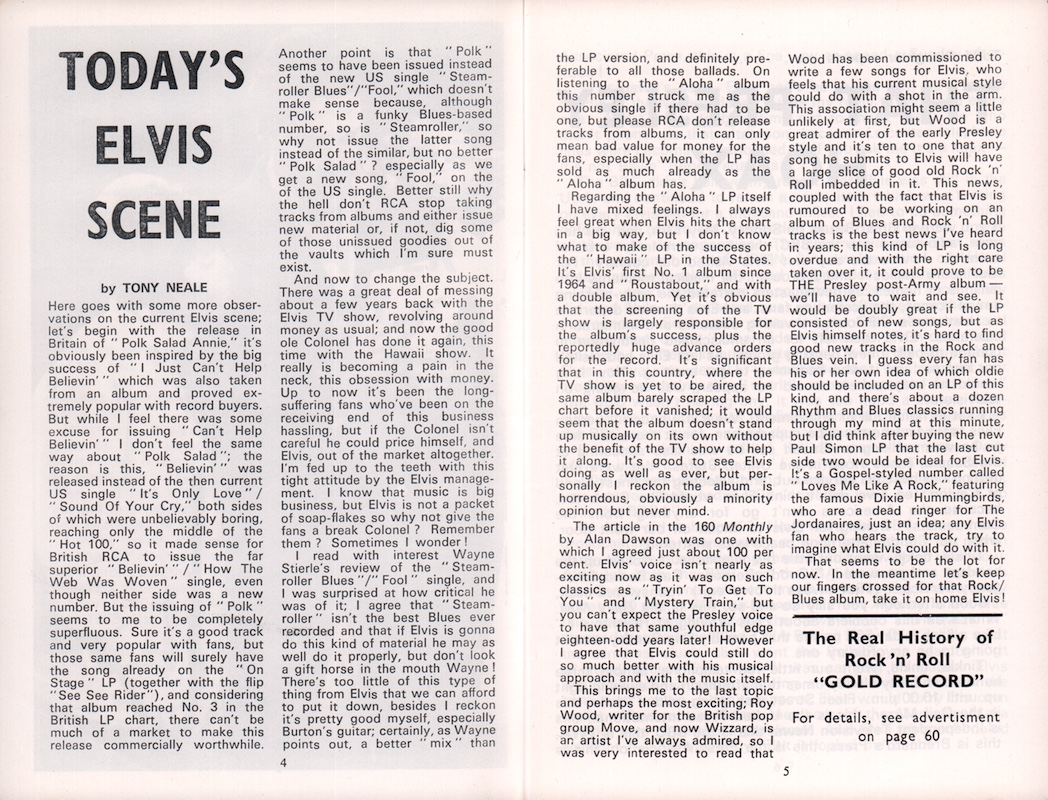 TODAY'S
ELVIS
SCENE
by TONY NEALE
Here goes with some more obser-
vations on the current Elvis scene;
let's begin with the release in
Britain of "Polk Salad Annie," it's
obviously been inspired by the big
success of "I Just Can't Help
Believin'" which was also taken
from an album and proved ex-
tremely popular with record buyers.
But while I feel there was some
excuse for issuing "Can't Help
Believin'" I don't feel the same
way about "Polk Salad"; the
reason is this, "Believin'" was
released instead of the then current
US single "It's Only Love"/
"Sound Of Your Cry," both sides
of which were unbelievably boring,
reaching only the middle of the
"Hot 100," so it made sense for
British RCA to issue the far
superior "Believin'"/"How The
Web Was Woven" single, even
though neither side was a new
number. But the issuing of "Polk"
seems to me to be completely
superfluous. Sure it's a good track
and very popular with fans, but
those same fans will surely have
the song already on the "On
Stage" LP (together with the flip
"See See Rider"), and considering
that album reached No. 3 in the
British LP chart, there can't be
much of a market to make this
release commercially worthwhile.
Another point is that "Polk"
seems to have been issued instead
of the new US single "Steam-
roller Blues"/"Fool," which doesn't
make sense because, although
"Polk" is a funky Blues-based
number, so is "Steamroller," so
why not issue the latter song
instead of the similar, but no better
"Polk Salad"? especially as we
get a new song, "Fool," on the
of the US single. Better still why
the hell don't RCA stop taking
tracks from albums and either issue
new material or, if not, dig some
of those unissued goodies out of
the vaults which I'm sure must
exist.
And now to change the subject.
There was a great deal of messing
about a few years back with the
Elvis TV show, revolving around
money as usual; and now the good
ole Colonel has done it again, this
time with the Hawaii show. It
really is becoming a pain in the
neck, this obsession with money.
Up to now it's been the long-
suffering fans who've been on the
receiving end of this business
hassling, but if the Colonel isn't
careful he could price himself, and
Elvis, out of the market altogether.
I'm fed up to the teeth with this
tight attitude by the Elvis manage-
ment. I know that music is big
business, but Elvis is not a packet
of soap-flakes so why not give the
fans a break Colonel? Remember
them? Sometimes I wonder!
I read with interest Wayne
Stierle's review of the "Steam-
roller Blues"/"Fool" single, and
I was surprised at how critical he
was of it; I agree that "Steam-
roller" isn't the best Blues ever
recorded and that if Elvis is gonna
do this kind of material he may as
well do it properly, but don't look
a gift horse in the mouth Wayne!
There's too little of this type of
thing from Elvis that we can afford
to put it down, besides I reckon
it's pretty good myself, especially
Burton's guitar; certainly, as Wayne
points out, a better "mix" than
4
the LP version, and definitely pre-
ferable to all those ballads. On
listening to the "Aloha" album
this number struck me as the
obvious single if there had to be
one, but please RCA don't release
tracks from albums, it can only
mean bad value for money for the
fans, especially when the LP has
sold as much already as the
"Aloha" album has.
Regarding the "Aloha" LP itself
I have mixed feelings. I always
feel great when Elvis hits the chart
in a big way, but I don't know
what to make of the success of
the "Hawaii" LP in the States.
It's Elvis' first No. 1 album since
1964 and "Roustabout," and with
a double album. Yet it's obvious
that the screening of the TV
show is largely responsible for
the album's success, plus the
reportedly huge advance orders
for the record. It's significant
that in this country, where the
TV show is yet to be aired, the
same album barely scraped the LP
chart before it vanished; it would
seem that the album doesn't stand
up musically on its own without
the benefit of the TV show to help
it along. It's good to see Elvis
doing as well as ever, but per-
sonally I reckon the album is
horrendous, obviously a minority
opinion but never mind.
The article in the 160 Monthly
by Alan Dawson was one with
which I agreed just about 100 per
cent. Elvis' voice isn't nearly as
exciting now as it was on such
classics as "Tryin' To Get To
You" and "Mystery Train," but
you can't expect the Presley voice
to have that same youthful edge
eighteen-odd years later! However
I agree that Elvis could still do
so much better with his musical
approach and with the music itself.
This brings me to the last topic
and perhaps the most exciting; Roy
Wood, writer for the British pop
group Move, and now Wizzard, is
an artist I've always admired, so I
was very interested to read that
Wood has been commissioned to
write a few songs for Elvis, who
feels that his current musical style
could do with a shot in the arm.
This association might seem a little
unlikely at first, but Wood is a
great admirer of the early Presley
style and it's ten to one that any
song he submits to Elvis will have
a large slice of good old Rock 'n'
Roll imbedded in it. This news,
coupled with the fact that Elvis is
rumoured to be working on an
album of Blues and Rock 'n' Roll
tracks is the best news I've heard
in years; this kind of LP is long
overdue and with the right care
taken over it, it could prove to be
THE Presley post-Army album —
we'll have to wait and see. It
would be doubly great if the LP
consisted of new songs, but as
Elvis himself notes, it's hard to find
good new tracks in the Rock and
Blues vein. I guess every fan has
his or her own idea of which oldie
should be included on an LP of this
kind, and there's about a dozen
Rhythm and Blues classics running
through my mind at this minute,
but I did think after buying the new
Paul Simon LP that the last cut
side two would be ideal for Elvis.
It's a Gospel-styled number called
"Loves Me Like A Rock," featuring
the famous Dixie Hummingbirds,
who are a dead ringer for The
Jordanaires, just an idea; any Elvis
fan who hears the track, try to
imagine what Elvis could do with it.
That seems to be the lot for
now. In the meantime let's keep
our fingers crossed for that Rock/
Blues album, take it on home Elvis!
The Real History of
Rock 'n' Roll
"GOLD RECORD"
For details, see advertisment
on page 60
5